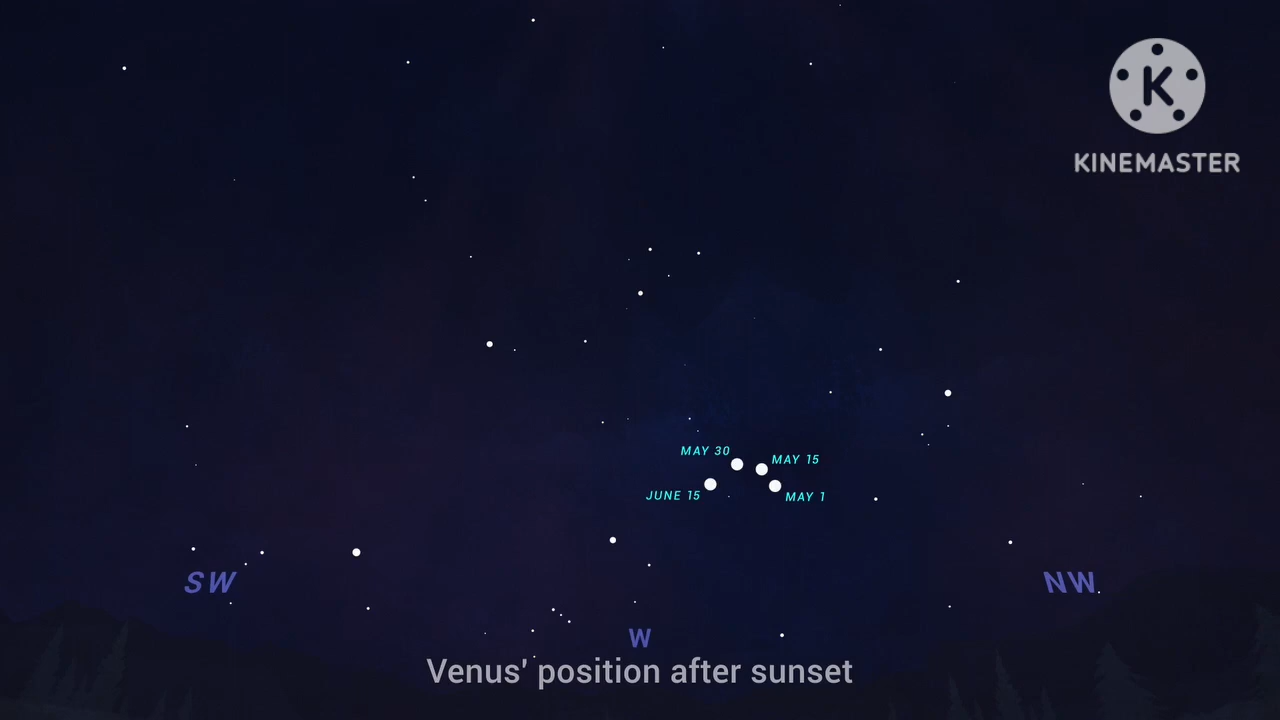 K
KINEMASTER
MAY 30
MAY 15
JUNE 15
MAY 1
SW
NW
W
Venus' position after sunset